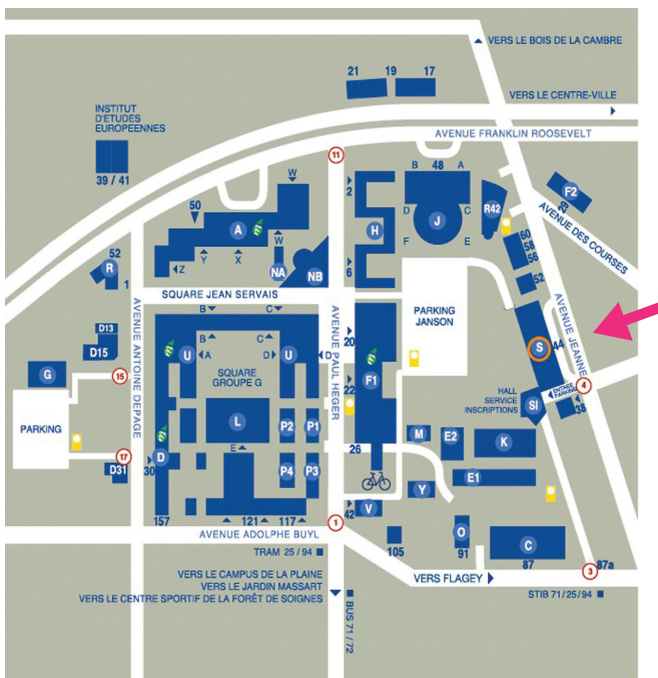 VERS LE BOIS DE LA CAMBRE
21 19 17
VERS LE CENTRE-VILLE
INSTITUT
D'ETUDES
EUROPEENNES
39 / 41
AVENUE FRANKLIN ROOSEVELT
11
B 48 A
W
2
50
A
H
D J C
R42
F2
29
AVENUE DES COURSES
W
F E
60
58
56
Y X
Z
NA
NB
6
52
R
1
52
SQUARE JEAN SERVAIS
PARKING
JANSON
B C
AVENUE ANTOINE DEPAGE
AVENUE PAUL HEGER
AVENUE JEANNE
D13
D15
B C
20
U A
D U D
SQUARE
GROUPE G
S
44
G
15
22
F1
HALL
SERVICE
INSCRIPTIONS
ENTRÉE
PARKING
4
SI
38
PARKING
L
P2 P1
M
E2
K
17
D31
30
D
E
26
P4 P3
E1
Y
157
121
117
42
V
O
C
AVENUE ADOLPHE BUYL
1
105
91
87
87a
TRAM 25 / 94
3
VERS LE CAMPUS DE LA PLAINE
VERS LE JARDIN MASSART
VERS LE CENTRE SPORTIF DE LA FORÊT DE SOIGNES
VERS FLAGEY
BUS 71 /
72
STIB 71 / 25 / 94